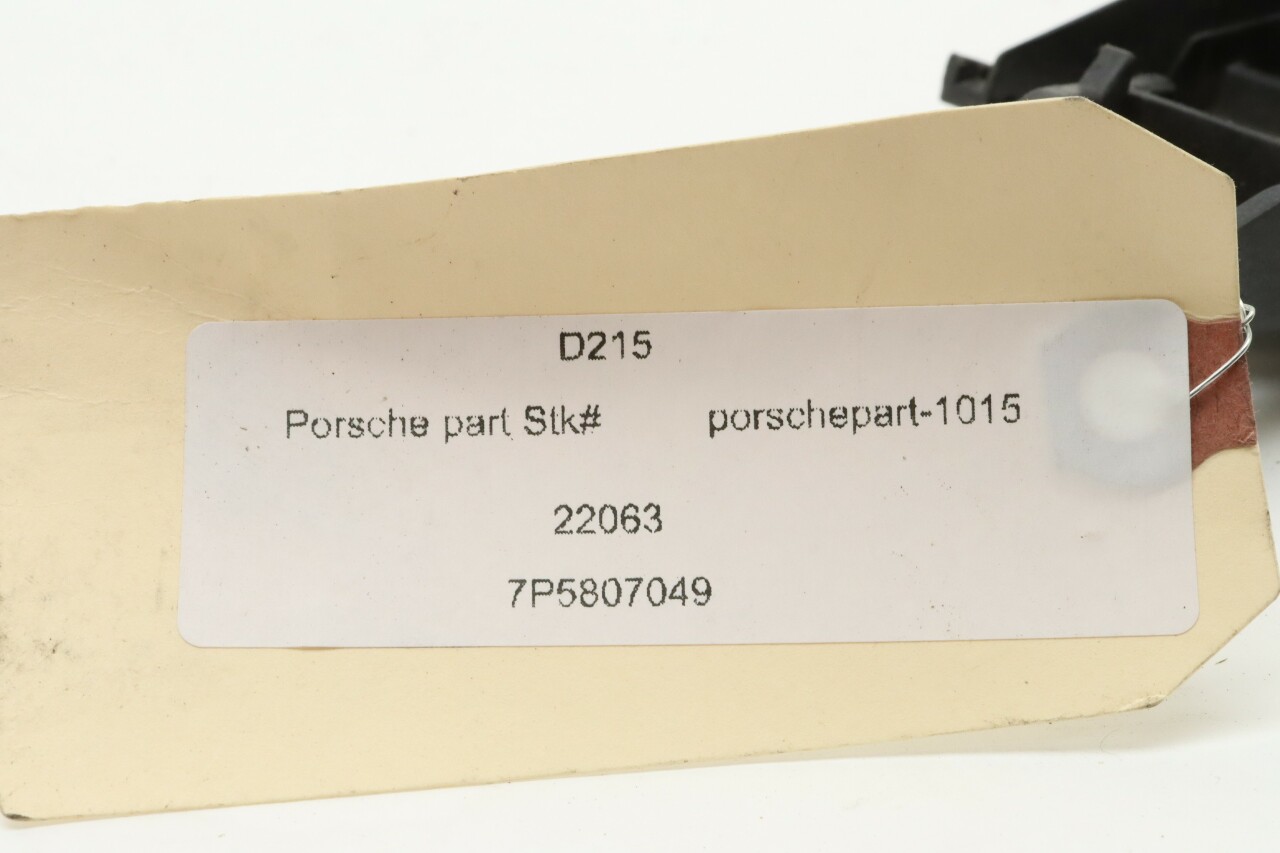 D215
Porsche part Stk# porschepart-1015
22063
7P5807049